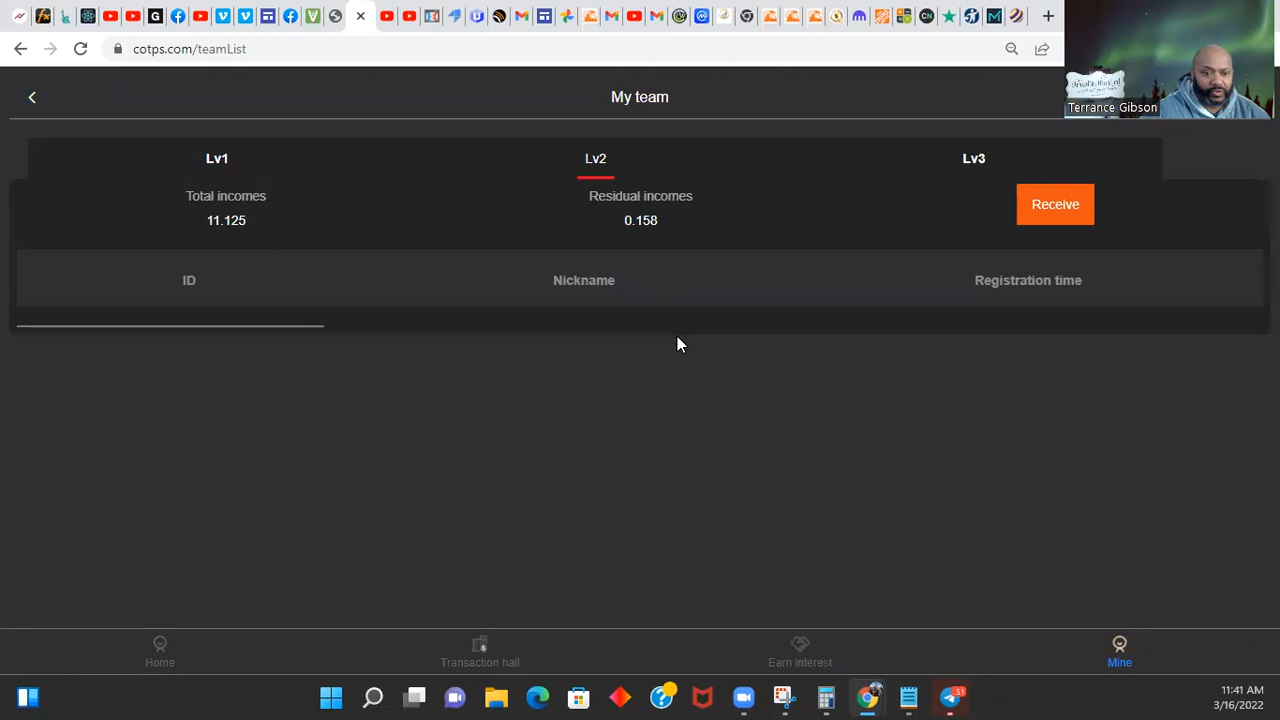 cotps.com/teamList
Terrance Gibson
My team
Lv1 Lv2 Lv3
Total incomes Residual incomes Receive
11.125 0.158
ID Nickname Registration time
Home Transaction hall Earn interest Mine
51
11:41 AM
3/16/2022